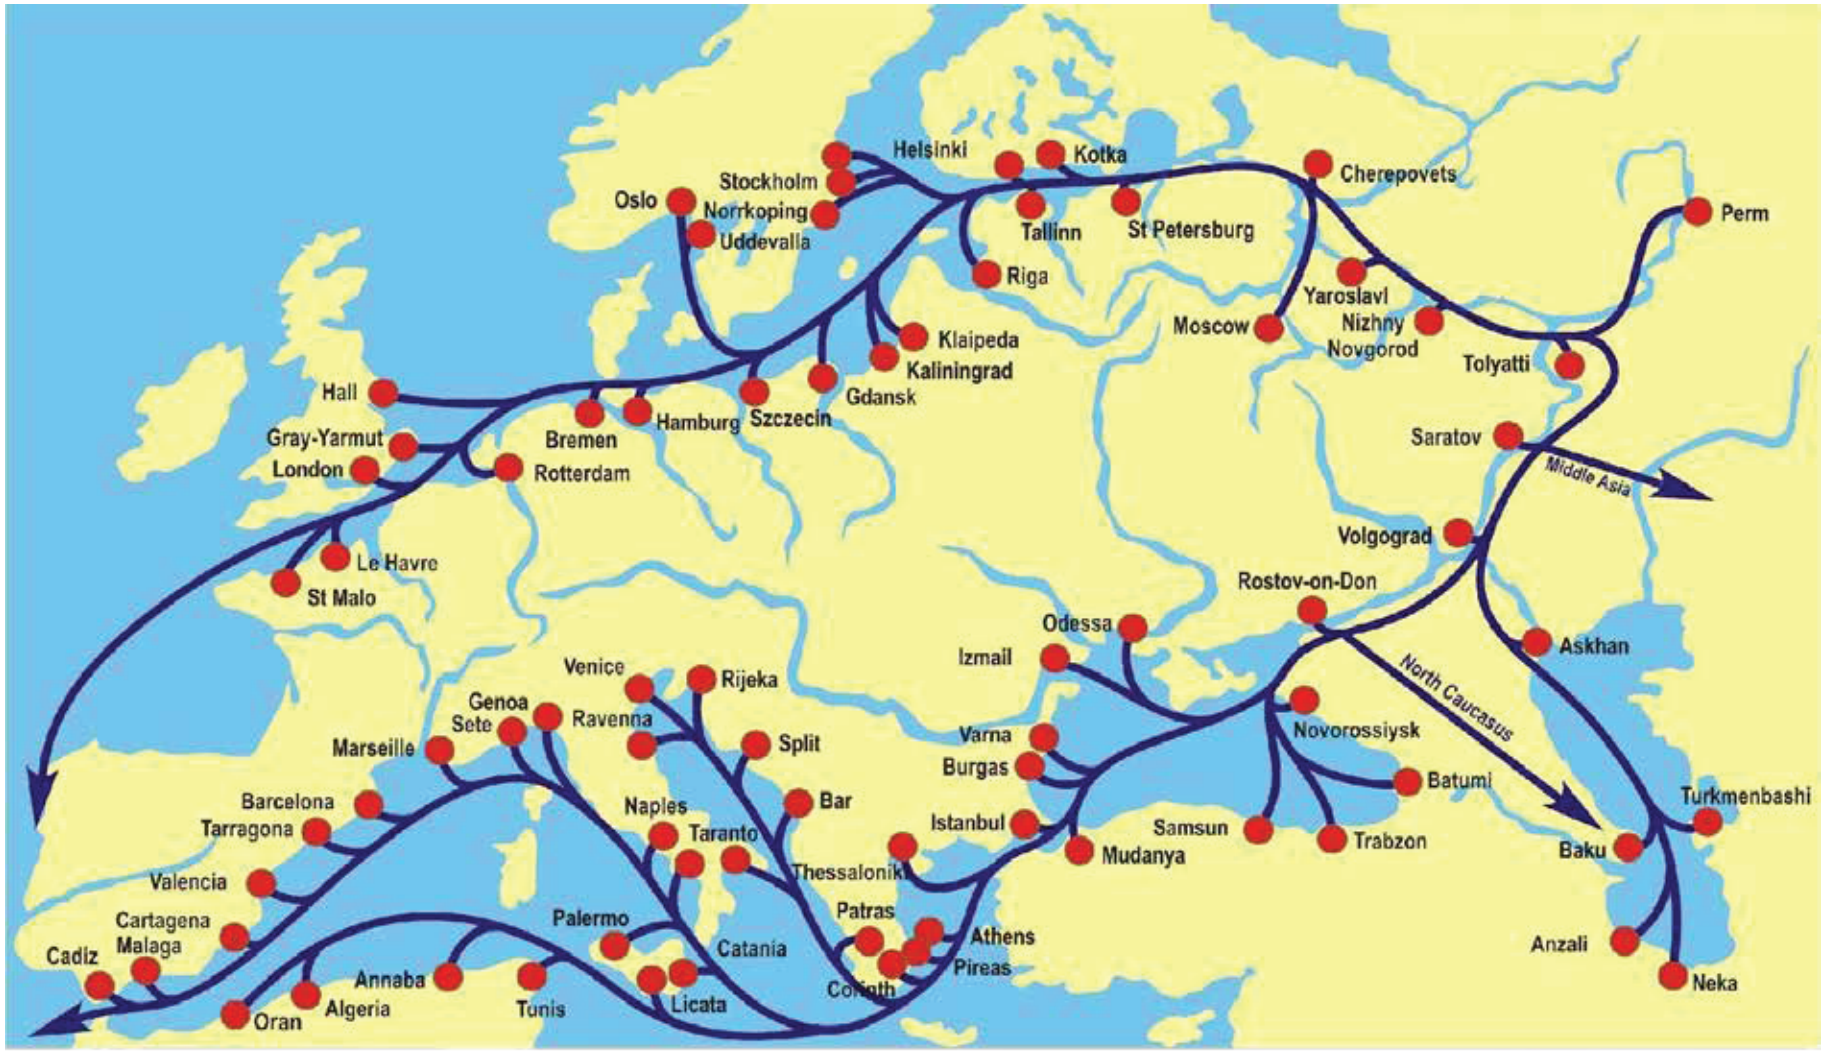 Helsinki
Kotka
Cherepovets
Stockholm
Oslo
Norrkoping
Uddevalla
Tallinn
St Petersburg
Perm
Riga
Yaroslavl
Moscow
Nizhny
Novgorod
Klaipeda
Kaliningrad
Tolyatti
Hall
Gdansk
Szczecin
Hamburg
Bremen
Gray-Yarmut
London
Rotterdam
Saratov
Middle Asia
Volgograd
Le Havre
St Malo
Rostov-on-Don
Odessa
Izmail
Askhan
North Caucasus
Venice
Rijeka
Genoa
Sete
Ravenna
Marseille
Split
Varna
Burgas
Novorossiysk
Batumi
Barcelona
Tarragona
Naples
Bar
Taranto
Istanbul
Mudanya
Samsun
Trabzon
Turkmenbashi
Baku
Valencia
Thessalonik
Cartagena
Malaga
Cadiz
Palermo
Patras
Athens
Pireas
Catania
Corinth
Anzali
Neka
Annaba
Algeria
Oran
Tunis
Licata